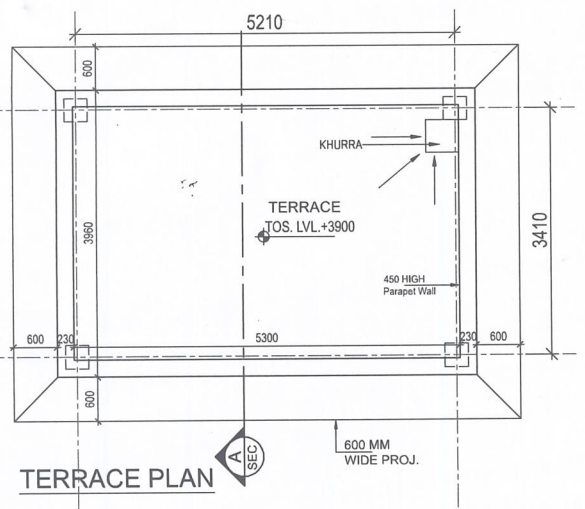 5210
600
KHURRA
TERRACE
TOS. LVL.+3900
3960
3410
450 HIGH
Parapet Wall
600 230 5300 230 600
600
600 MM
WIDE PROJ.
A
SEC
TERRACE PLAN